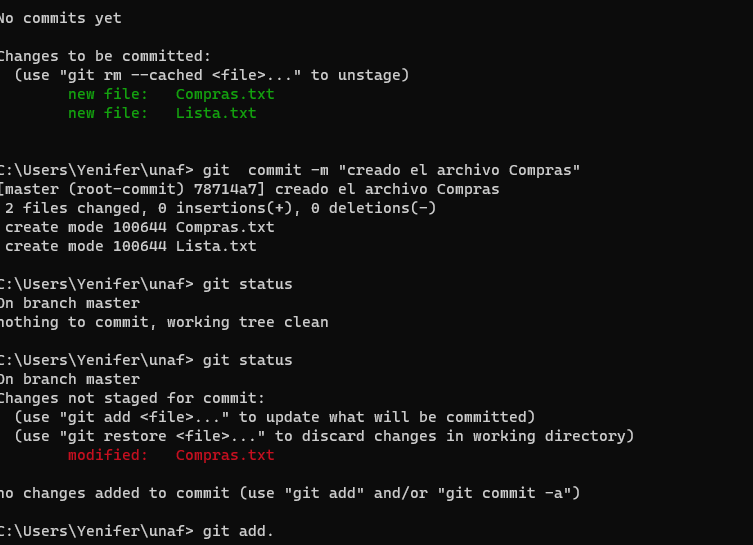 No commits yet
Changes to be committed:
(use "git rm --cached <file>..." to unstage)
new file: Compras.txt
new file: Lista.txt
C:\Users\Yenifer\unaf> git  commit -m "creado el archivo Compras"
[master (root-commit) 78714a7] creado el archivo Compras
2 files changed, 0 insertions(+), 0 deletions(-)
create mode 100644 Compras.txt
create mode 100644 Lista.txt
C:\Users\Yenifer\unaf> git status
On branch master
nothing to commit, working tree clean
C:\Users\Yenifer\unaf> git status
On branch master
Changes not staged for commit:
(use "git add <file>..." to update what will be committed)
(use "git restore <file>..." to discard changes in working directory)
modified: Compras.txt
no changes added to commit (use "git add" and/or "git commit -a")
C:\Users\Yenifer\unaf> git add.